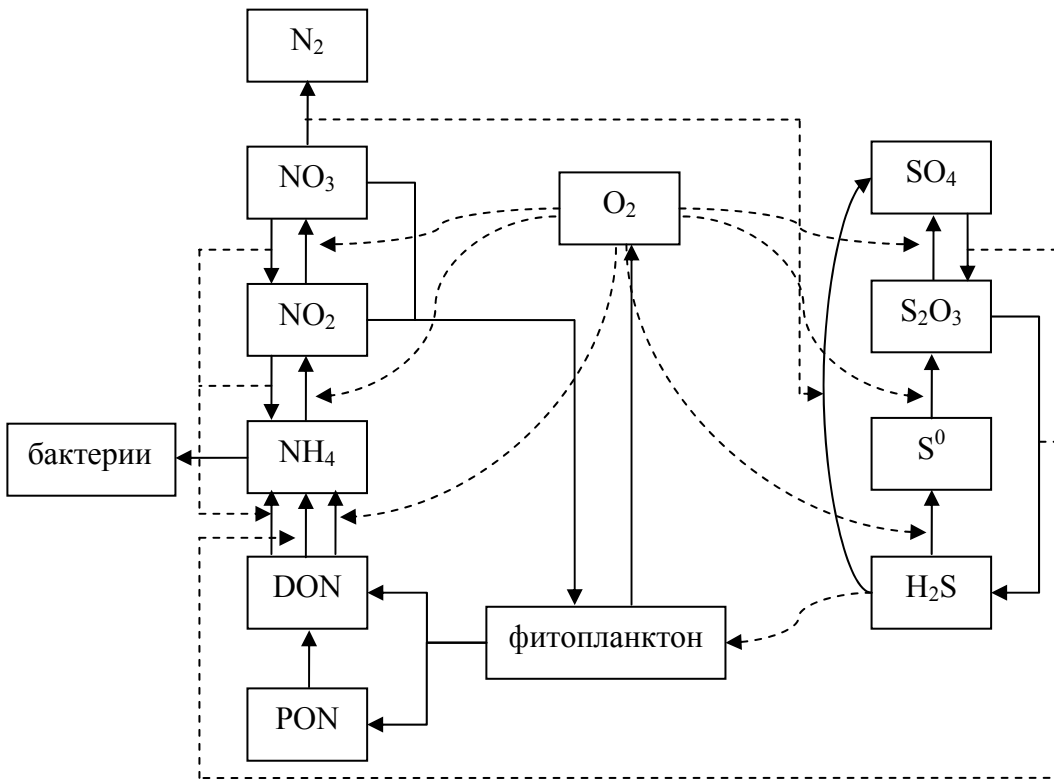 N₂
NO₃
O₂
SO₄
NO₂
S₂O₃
бактерии
NH₄
S⁰
DON
H₂S
фитопланктон
PON